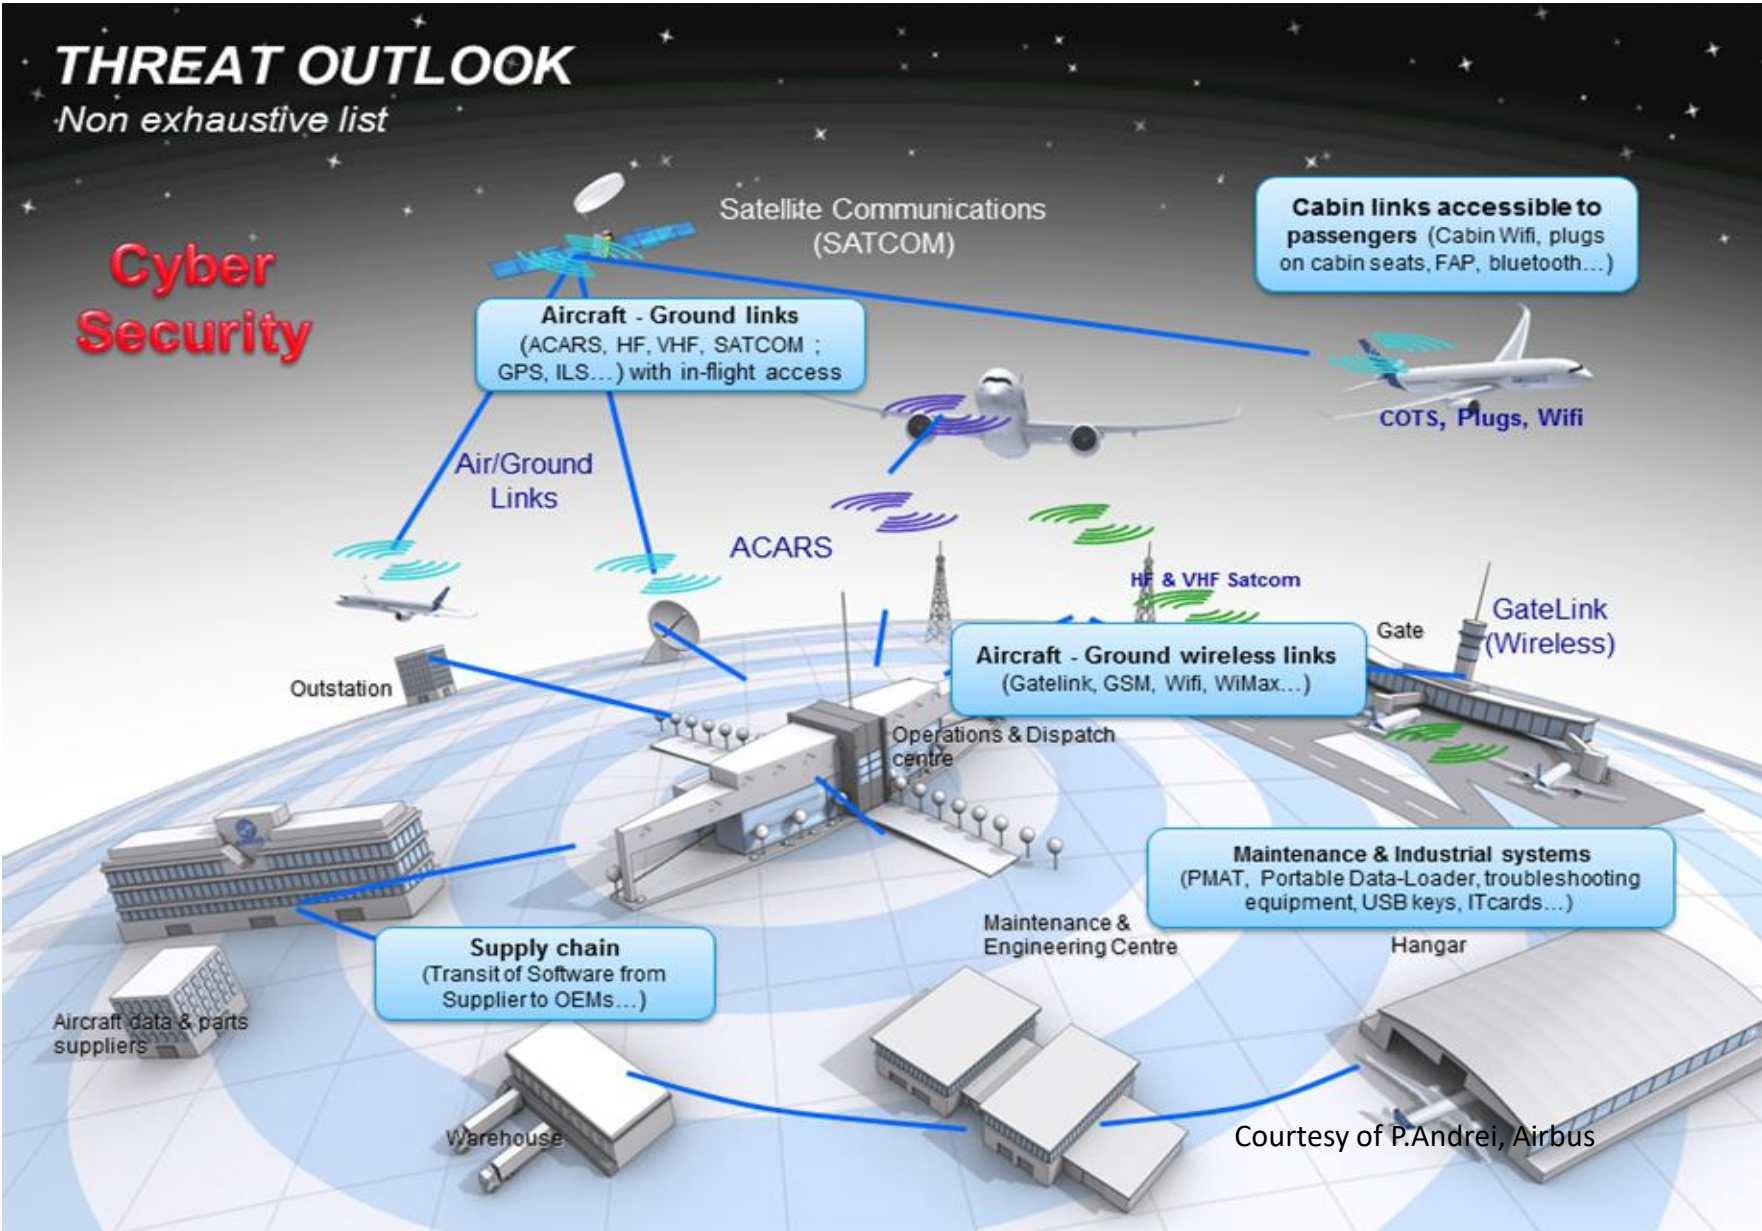 THREAT OUTLOOK
Non exhaustive list
Cyber
Security
Satellite Communications
(SATCOM)
Cabin links accessible to
passengers (Cabin Wifi, plugs
on cabin seats, FAP, bluetooth...)
Aircraft - Ground links
(ACARS, HF, VHF, SATCOM ;
GPS, ILS...) with in-flight access
COTS, Plugs, Wifi
Air/Ground
Links
ACARS
HF & VHF Satcom
GateLink
(Wireless)
Gate
Aircraft - Ground wireless links
(Gatelink, GSM, Wifi, WiMax...)
Outstation
Operations & Dispatch
centre
Maintenance & Industrial systems
(PMAT, Portable Data-Loader, troubleshooting
equipment, USB keys, ITcards...)
Maintenance &
Engineering Centre
Hangar
Supply chain
(Transit of Software from
Supplier to OEMs...)
Aircraft data & parts
suppliers
Warehouse
Courtesy of P.Andrei, Airbus